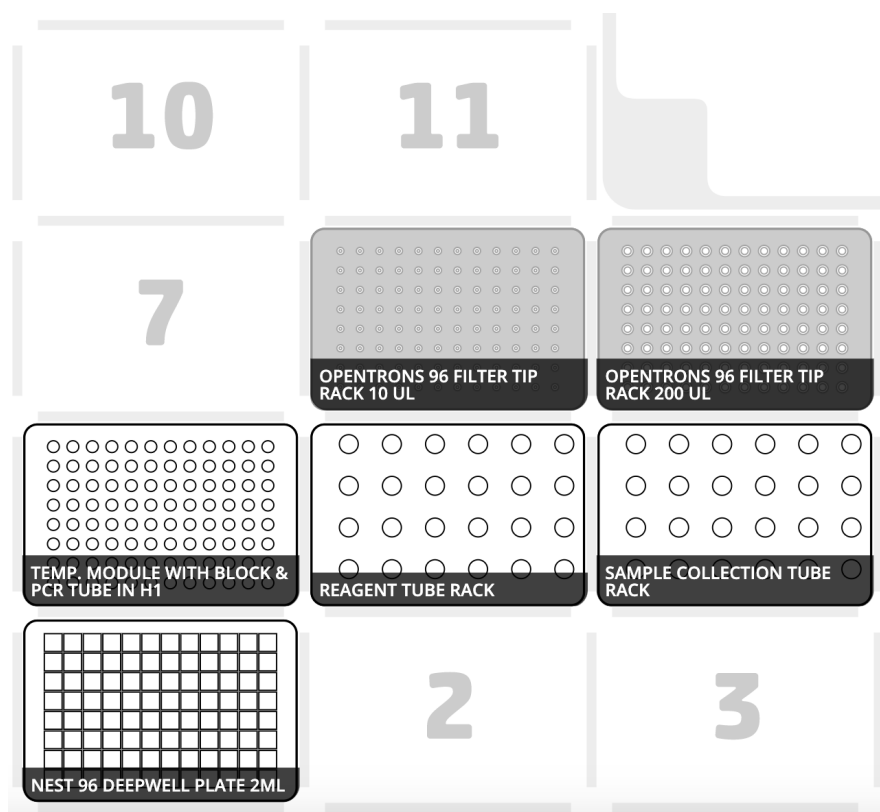 10
11
7
OPENTRONS 96 FILTER TIP
RACK 10 UL
OPENTRONS 96 FILTER TIP
RACK 200 UL
TEMP. MODULE WITH BLOCK &
PCR TUBE IN H1
REAGENT TUBE RACK
SAMPLE COLLECTION TUBE
RACK
NEST 96 DEEPWELL PLATE 2ML
2
3